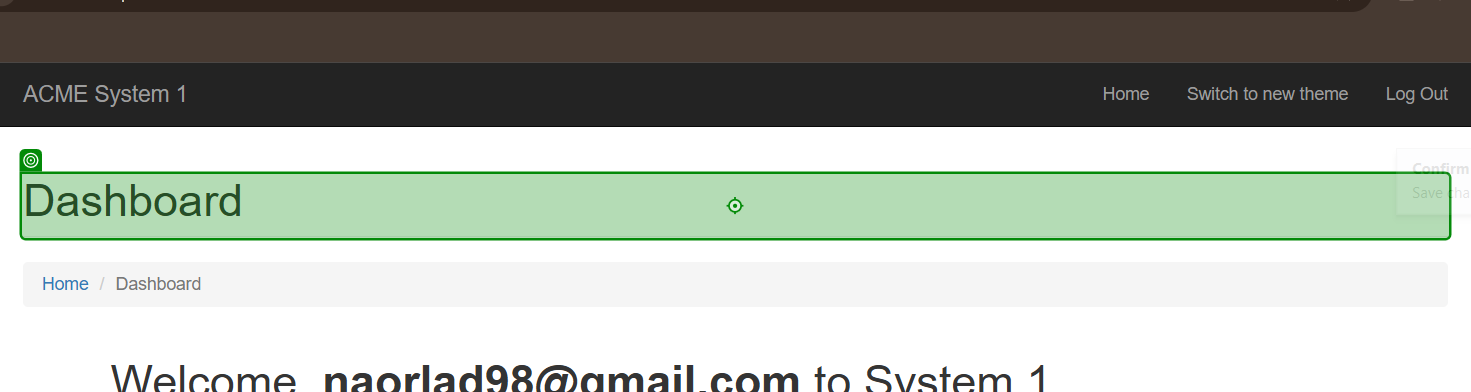 ACME System 1 Home Switch to new theme Log Out
Confirm
Dashboard
Save cha
Home / Dashboard
Welcome, naorlad98@gmail.com to System 1